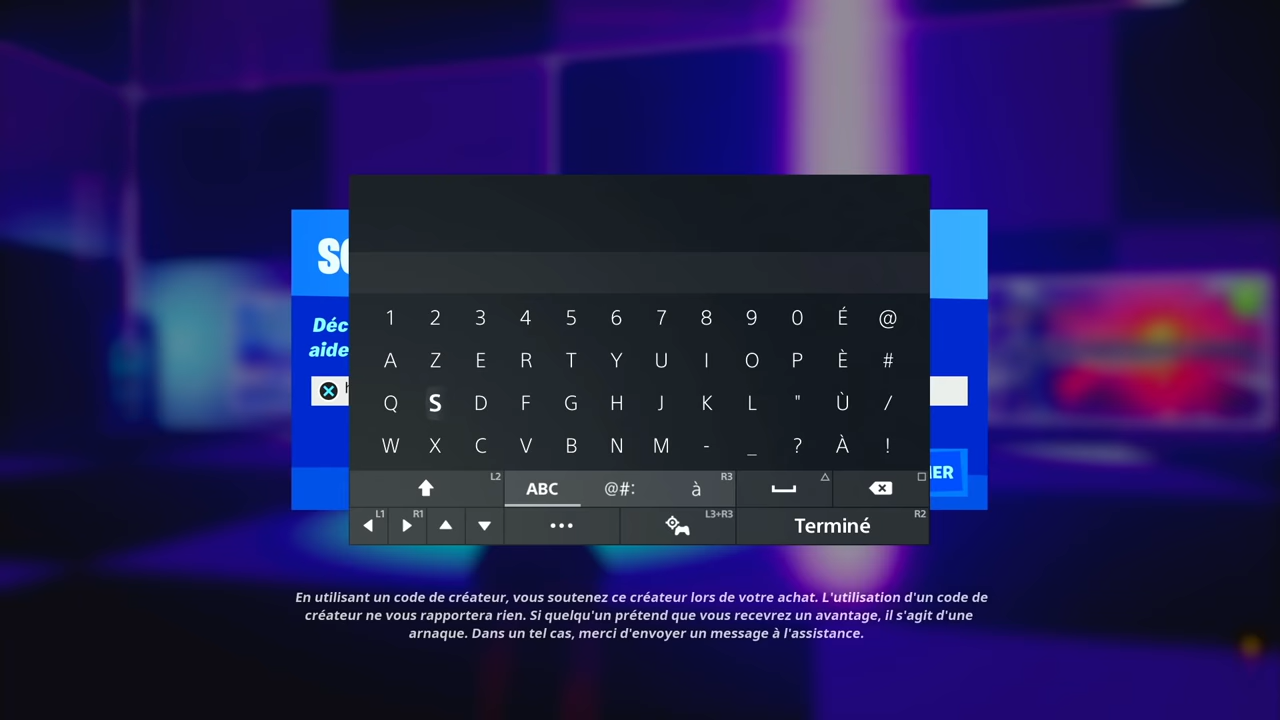 1 2 3 4 5 6 7 8 9 0 É @
A Z E R T Y U I O P È #
Q S D F G H J K L " Ù /
W X C V B N M - _ ? À !
L2 ABC @#: à R3
L1 R1 ... L3+R3 Terminé R2
En utilisant un code de créateur, vous soutenez ce créateur lors de votre achat. L'utilisation d'un code de
créateur ne vous rapportera rien. Si quelqu'un prétend que vous recevrez un avantage, il s'agit d'une
arnaque. Dans un tel cas, merci d'envoyer un message à l'assistance.